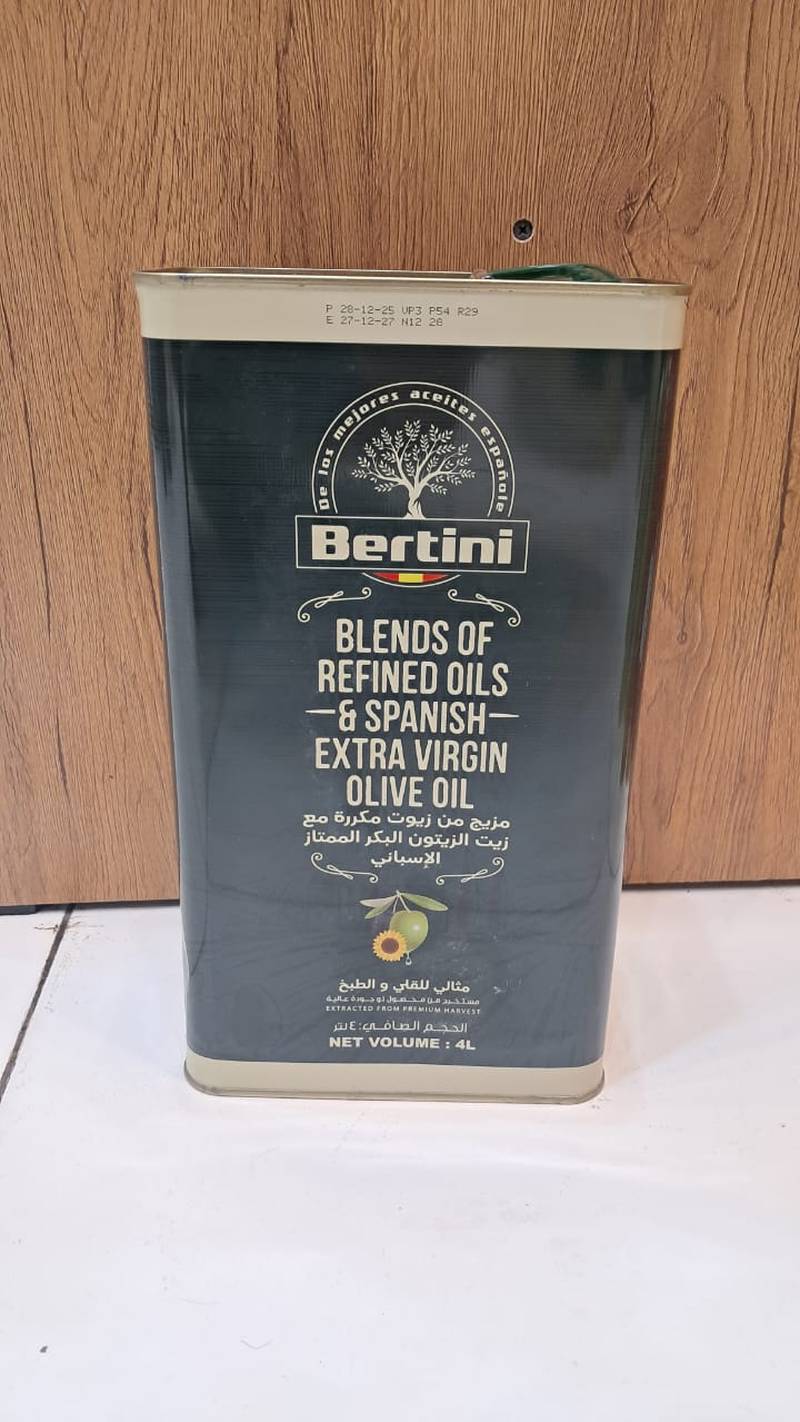 P 28-12-25 VP3 P54 R29
E 27-12-27 N12 28
De los mejores aceites españole
Bertini
BLENDS OF
REFINED OILS
& SPANISH
EXTRA VIRGIN
OLIVE OIL
مزيج من زيوت مكررة مع
زيت الزيتون البكر الممتاز
الإسباني
مثالي للقلي و الطبخ
مستخرج من محصول ذو جودة عالية
EXTRACTED FROM PREMIUM HARVEST
الحجم الصافي: ٤ لتر
NET VOLUME : 4L